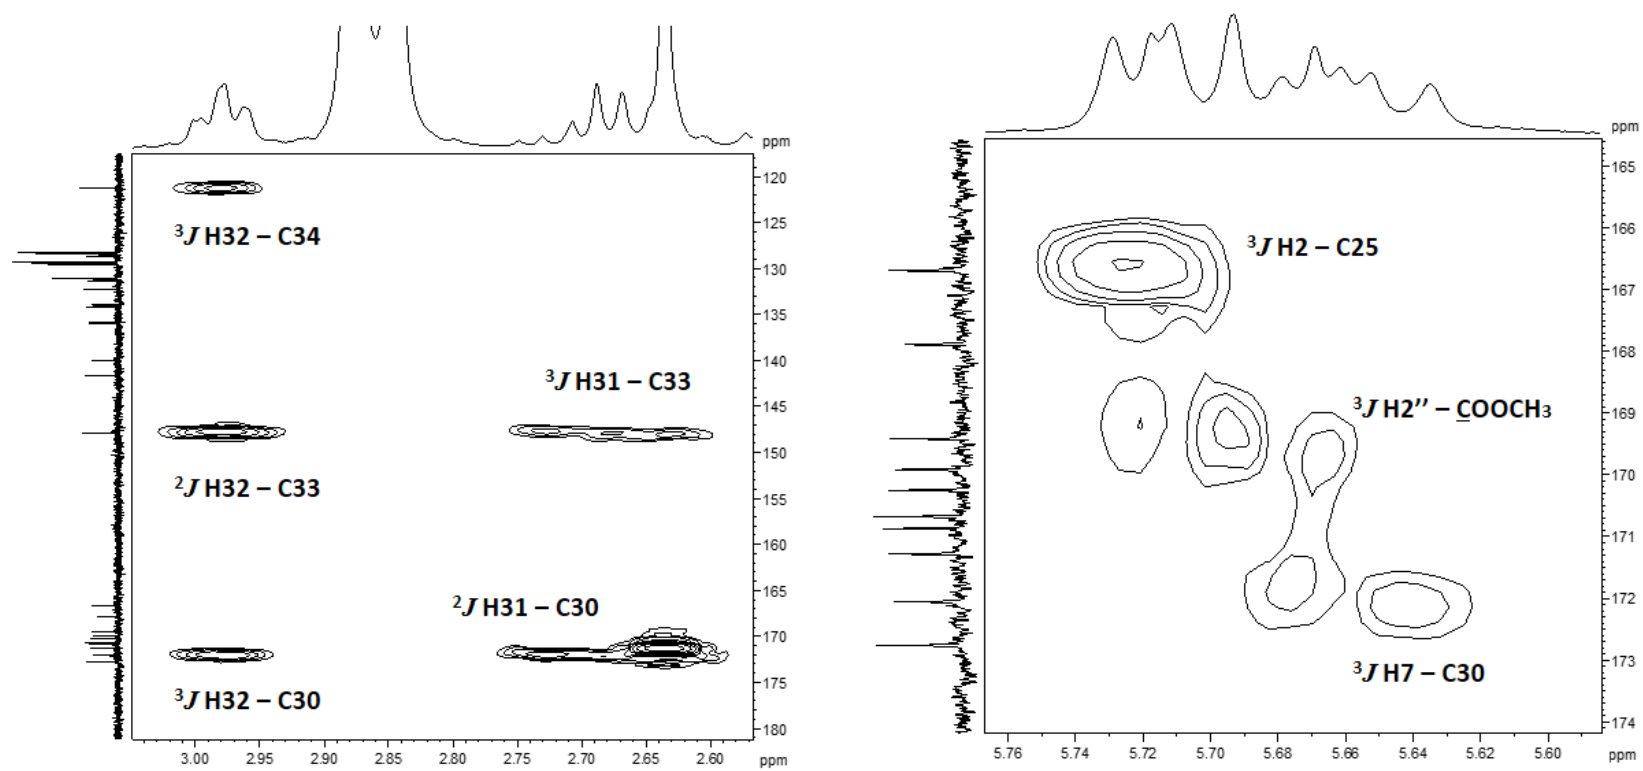 ppm
³J H32 – C34
³J H31 – C33
²J H32 – C33
²J H31 – C30
³J H32 – C30
120
125
130
135
140
145
150
155
160
165
170
175
180
3.00 2.95 2.90 2.85 2.80 2.75 2.70 2.65 2.60 ppm
ppm
³J H2 – C25
³J H2’’ – COOCH3
³J H7 – C30
165
166
167
168
169
170
171
172
173
174
5.76 5.74 5.72 5.70 5.68 5.66 5.64 5.62 5.60 ppm